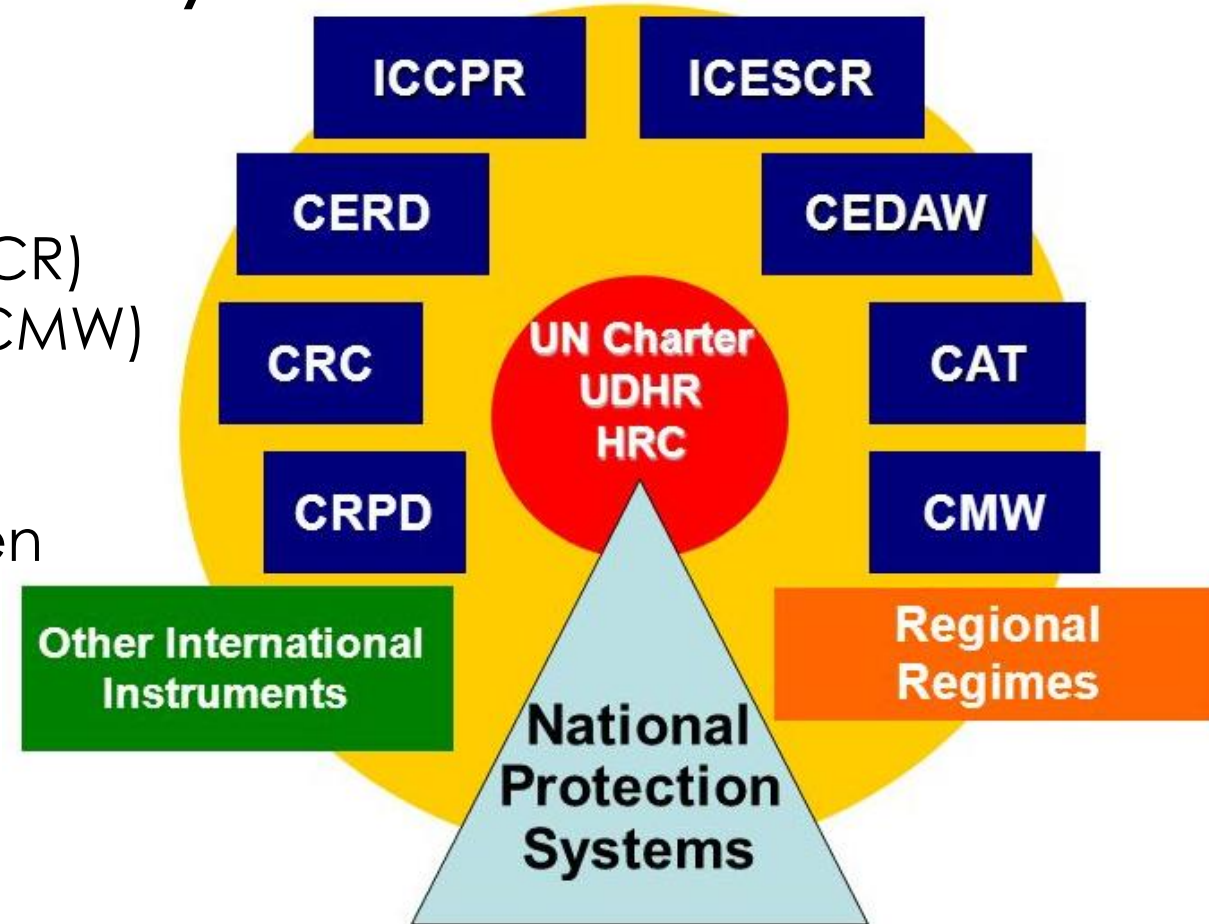 ICCPR
ICESCR
CERD
CEDAW
CR)
CMW)
CRC
UN Charter
UDHR
HRC
CAT
CRPD
CMW
en
Other International
Instruments
Regional
Regimes
National
Protection
Systems